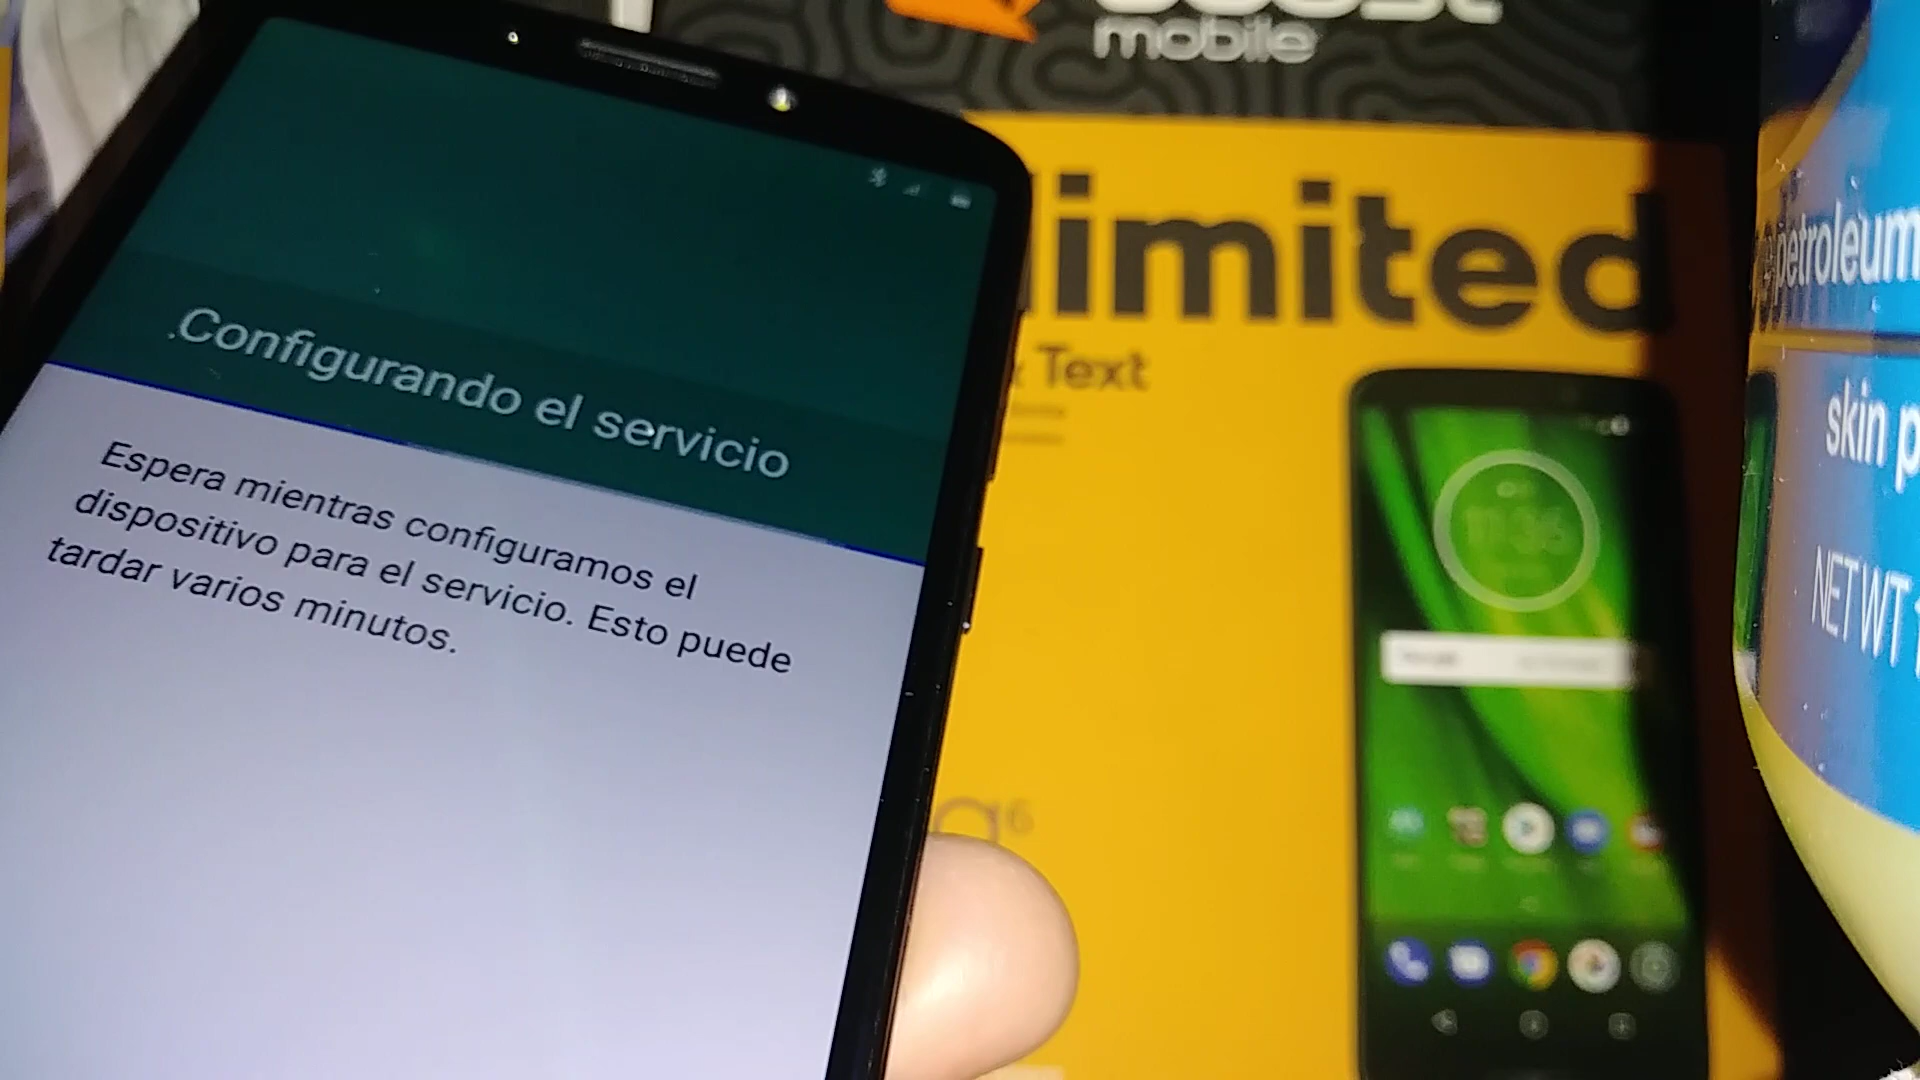 mobile
limited
Text
g6
.Configurando el servicio
Espera mientras configuramos el
dispositivo para el servicio. Esto puede
tardar varios minutos.
petroleum
skin p
NET WT